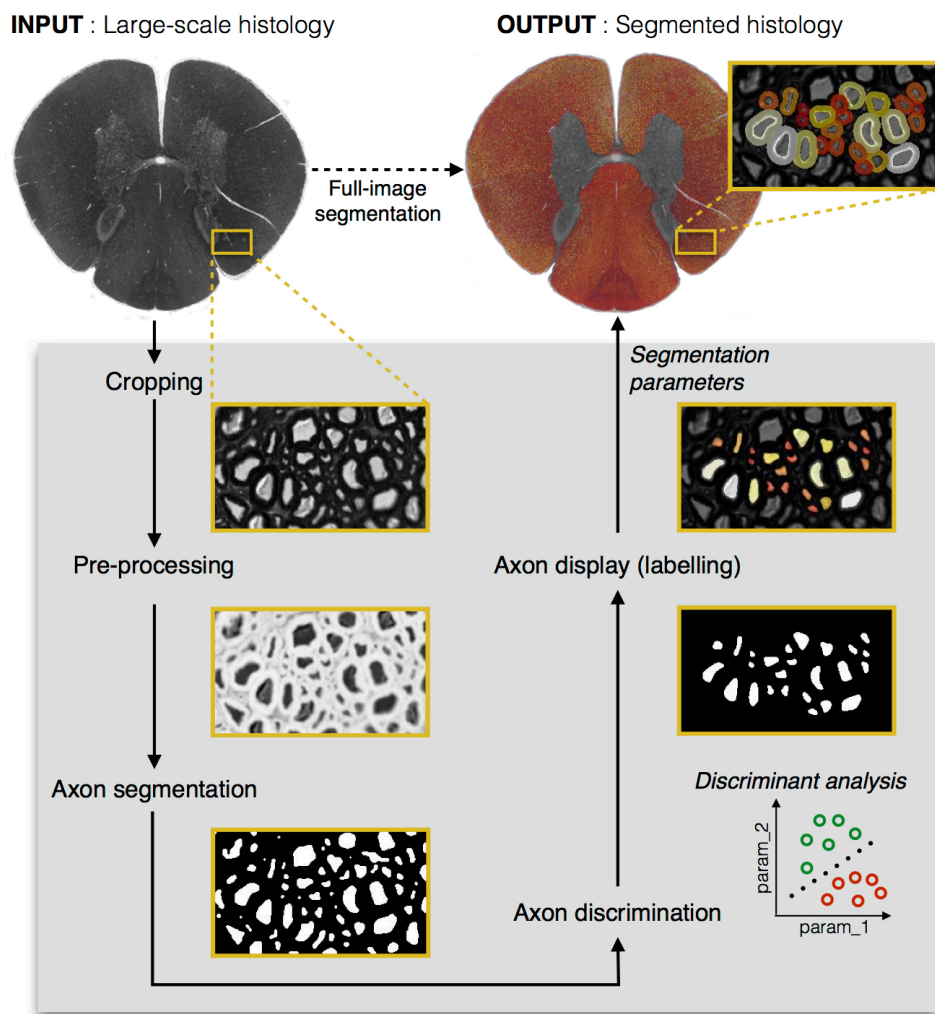 INPUT : Large-scale histology
OUTPUT : Segmented histology
Full-image
segmentation
Cropping
Pre-processing
Axon segmentation
Segmentation
parameters
Axon display (labelling)
Discriminant analysis
param_2
param_1
Axon discrimination